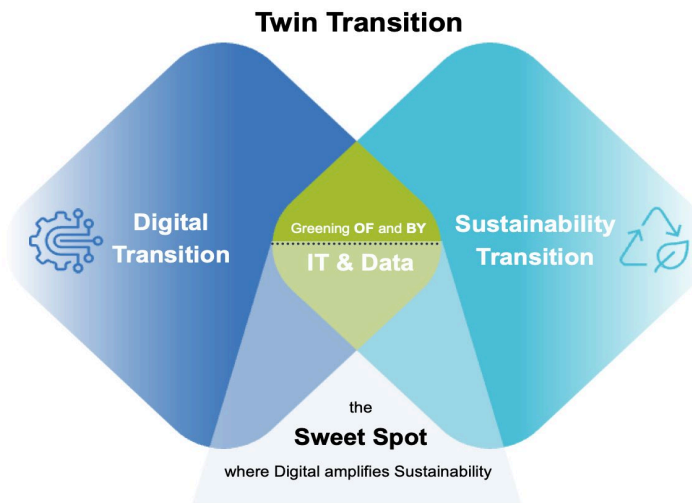 Twin Transition
Digital
Transition
Greening OF and BY
IT & Data
Sustainability
Transition
the
Sweet Spot
where Digital amplifies Sustainability